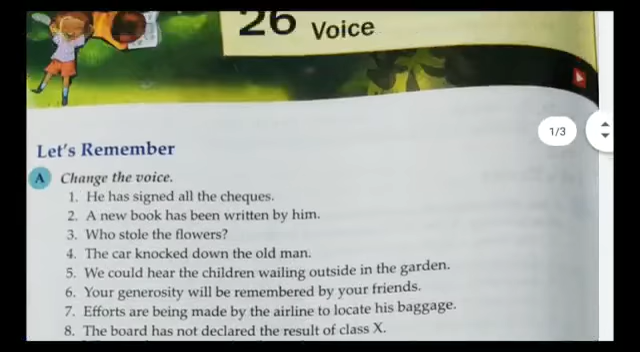 26 Voice
1/3
Let's Remember
A Change the voice.
1. He has signed all the cheques.
2. A new book has been written by him.
3. Who stole the flowers?
4. The car knocked down the old man.
5. We could hear the children wailing outside in the garden.
6. Your generosity will be remembered by your friends.
7. Efforts are being made by the airline to locate his baggage.
8. The board has not declared the result of class X.